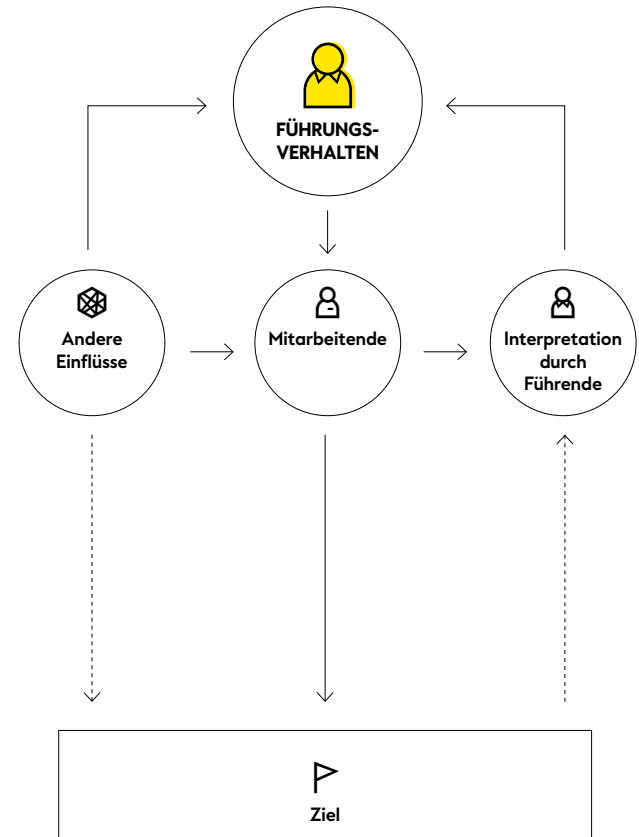 FÜHRUNGS-
VERHALTEN
Andere
Einflüsse
Mitarbeitende
Interpretation
durch
Führende
Ziel